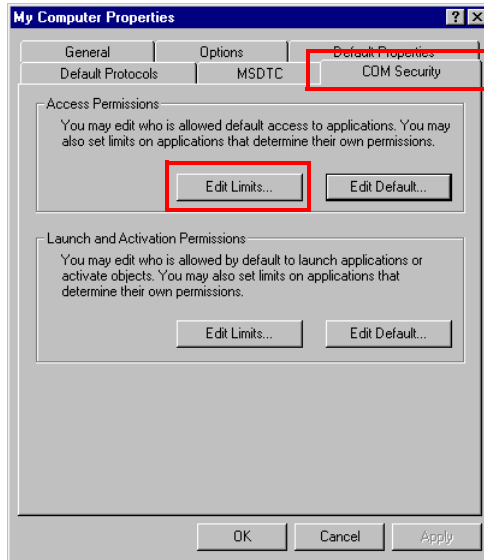 My Computer Properties
General Options Default Properties
Default Protocols MSDTC COM Security
Access Permissions
You may edit who is allowed default access to applications. You may
also set limits on applications that determine their own permissions.
Edit Limits... Edit Default...
Launch and Activation Permissions
You may edit who is allowed by default to launch applications or
activate objects. You may also set limits on applications that
determine their own permissions.
Edit Limits... Edit Default...
OK Cancel Apply